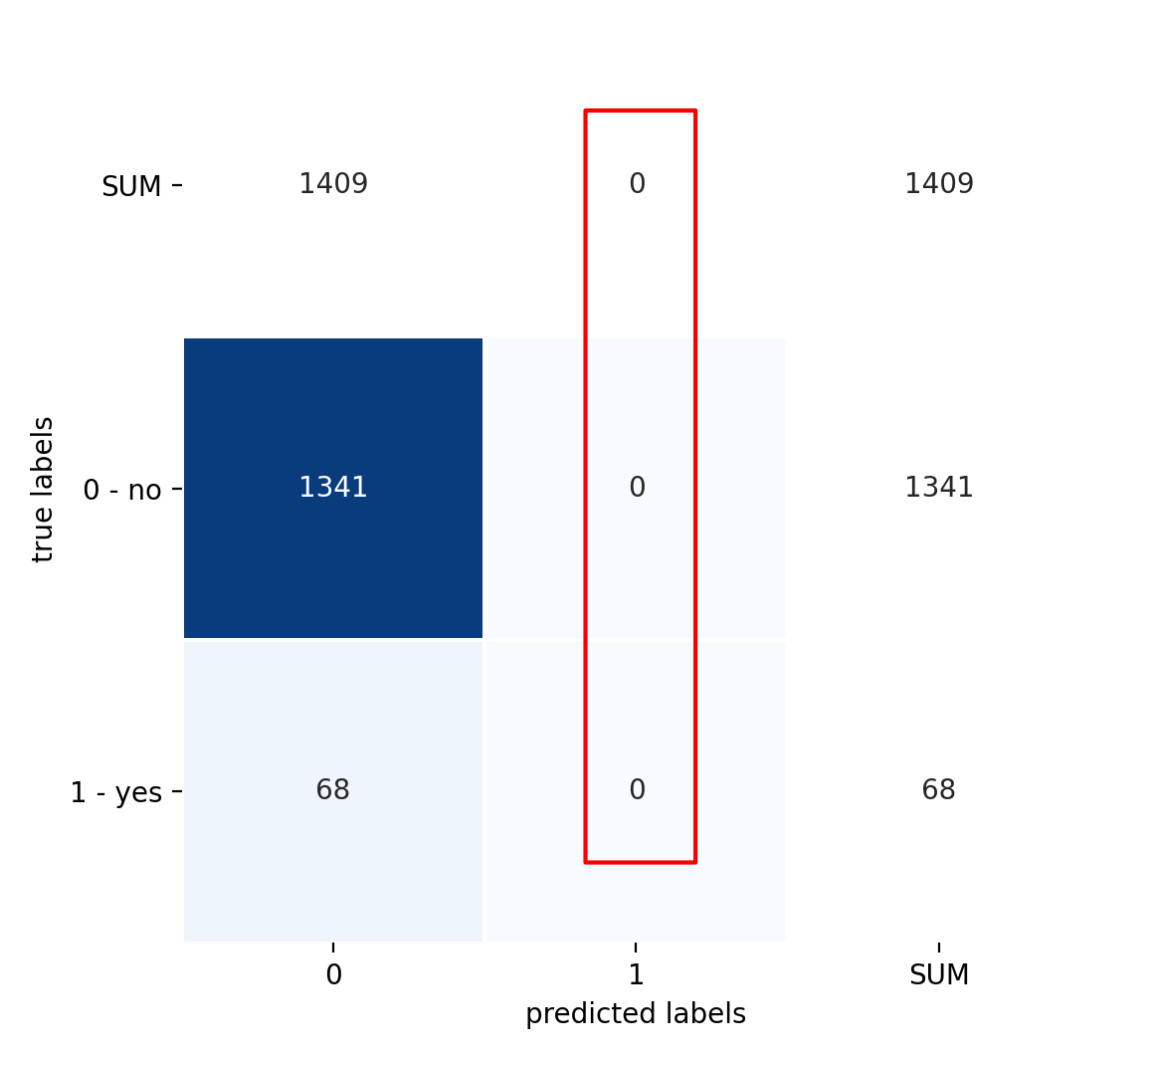 SUM 1409 0 1409
true labels
0 - no 1341 0 1341
1 - yes 68 0 68
0 1 SUM
predicted labels